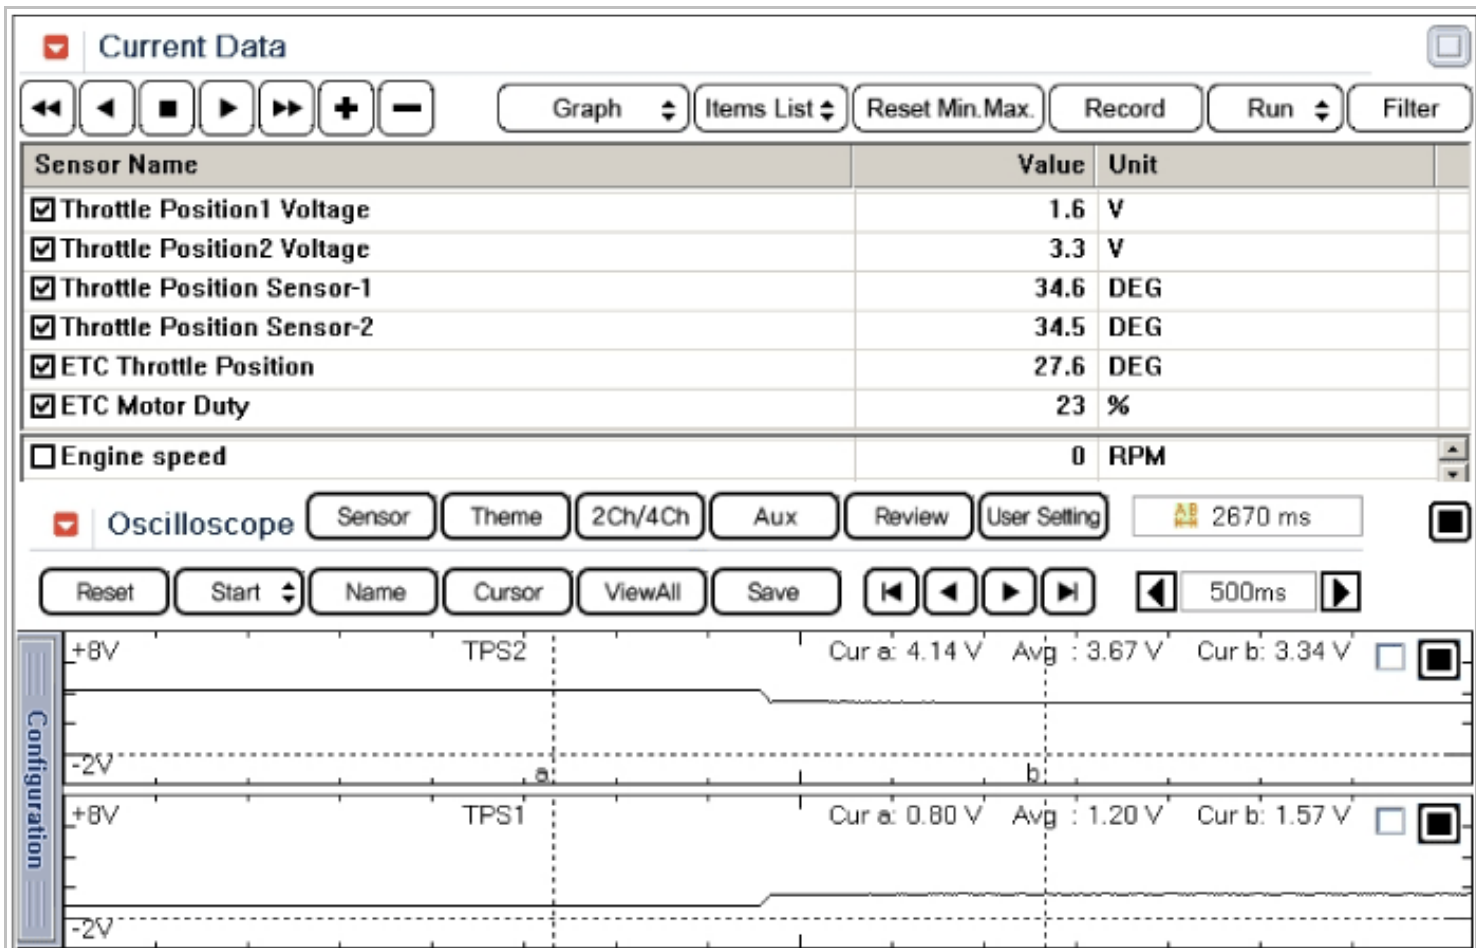 Current Data
Graph Items List Reset Min.Max. Record Run Filter
Sensor Name Value Unit
Throttle Position1 Voltage 1.6 V
Throttle Position2 Voltage 3.3 V
Throttle Position Sensor-1 34.6 DEG
Throttle Position Sensor-2 34.5 DEG
ETC Throttle Position 27.6 DEG
ETC Motor Duty 23 %
Engine speed 0 RPM
Oscilloscope Sensor Theme 2Ch/4Ch Aux Review User Setting AB 2670 ms
Reset Start Name Cursor ViewAll Save 500ms
Configuration
+8V TPS2 Cur a: 4.14 V Avg : 3.67 V Cur b: 3.34 V
-2V a b
+8V TPS1 Cur a: 0.80 V Avg : 1.20 V Cur b: 1.57 V
-2V